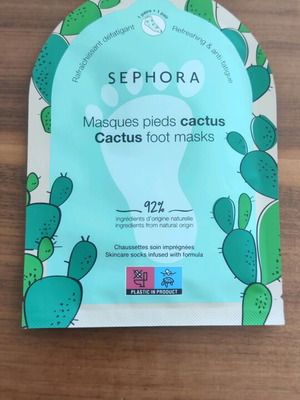 1 paire • 1 pair
Rafraîchissant défatigant
Refreshing & anti-fatigue
SEPHORA
Masques pieds cactus
Cactus foot masks
92%
ingrédients d'origine naturelle
ingredients from natural origin
Chaussettes soin imprégnées
Skincare socks infused with formula
PLASTIC IN PRODUCT